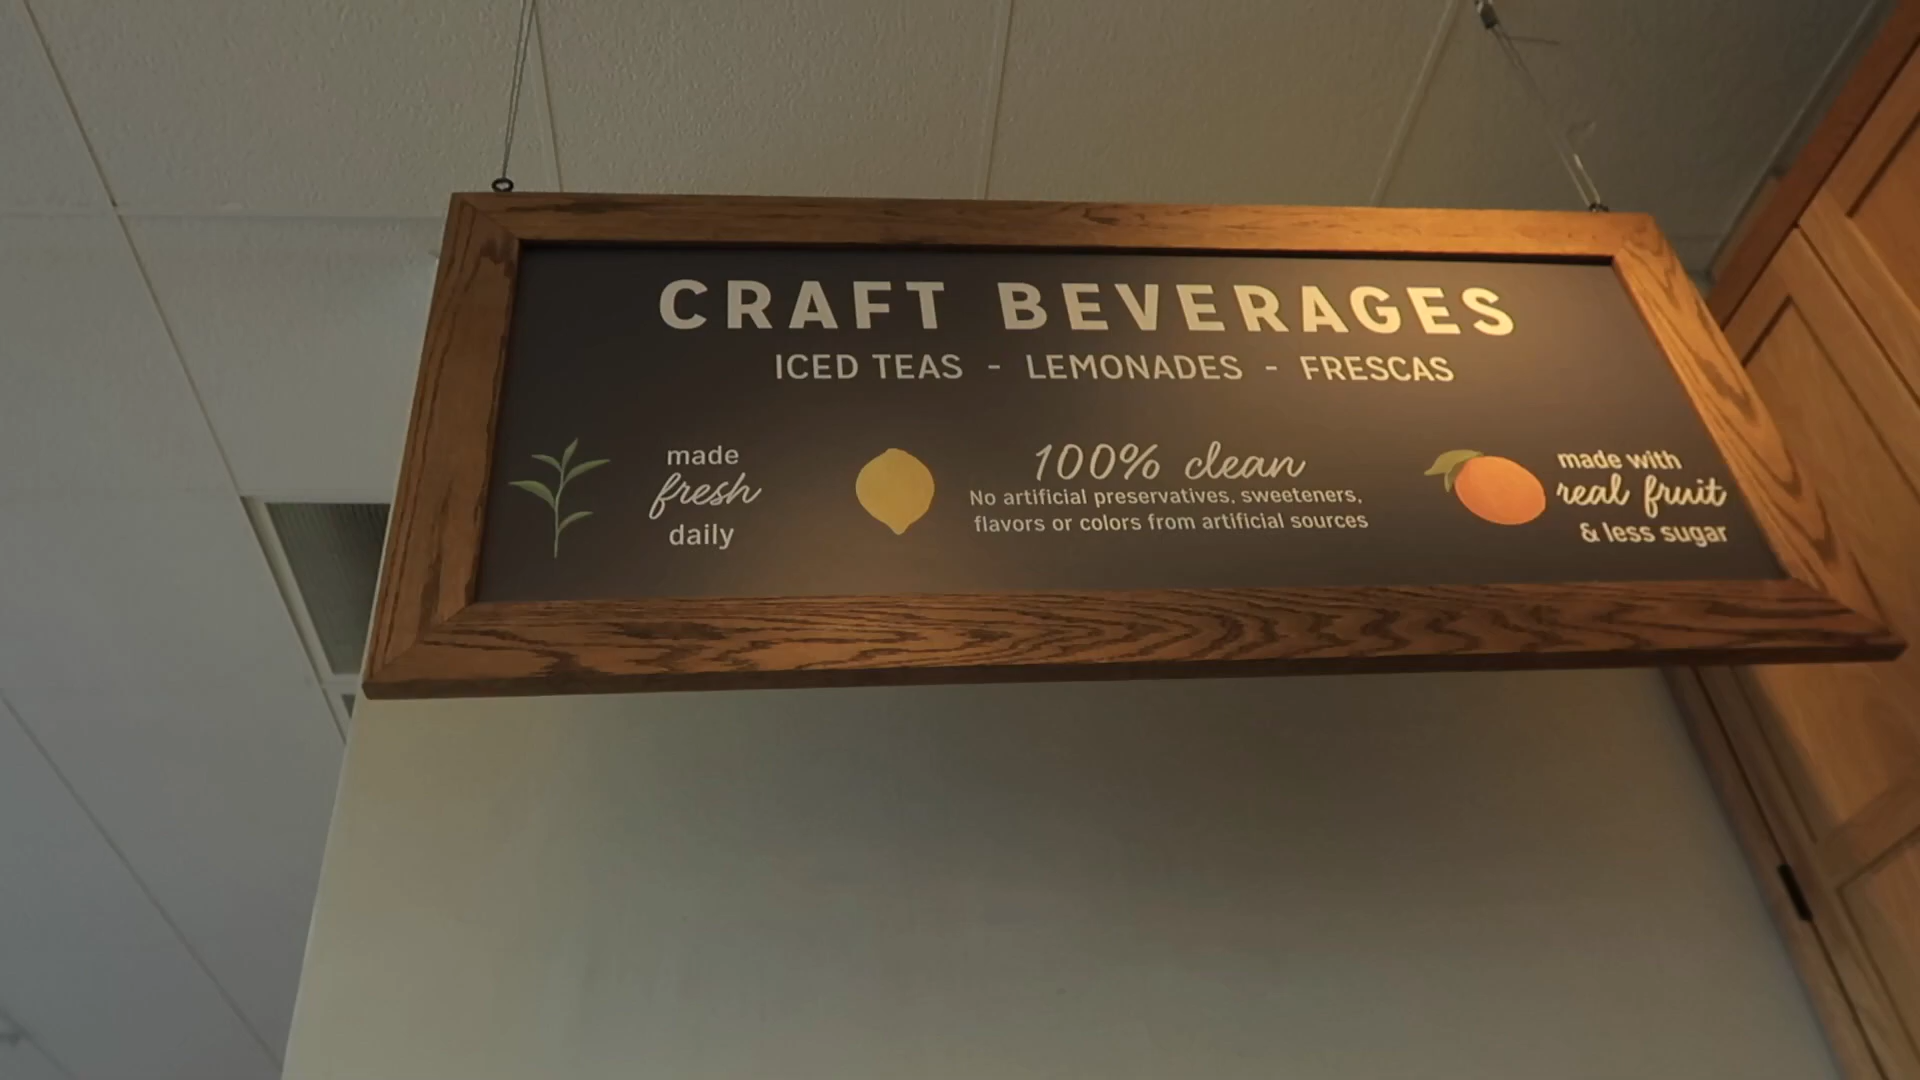 CRAFT BEVERAGES
ICED TEAS - LEMONADES - FRESCAS
made
fresh
daily
100% clean
No artificial preservatives, sweeteners,
flavors or colors from artificial sources
made with
real fruit
& less sugar